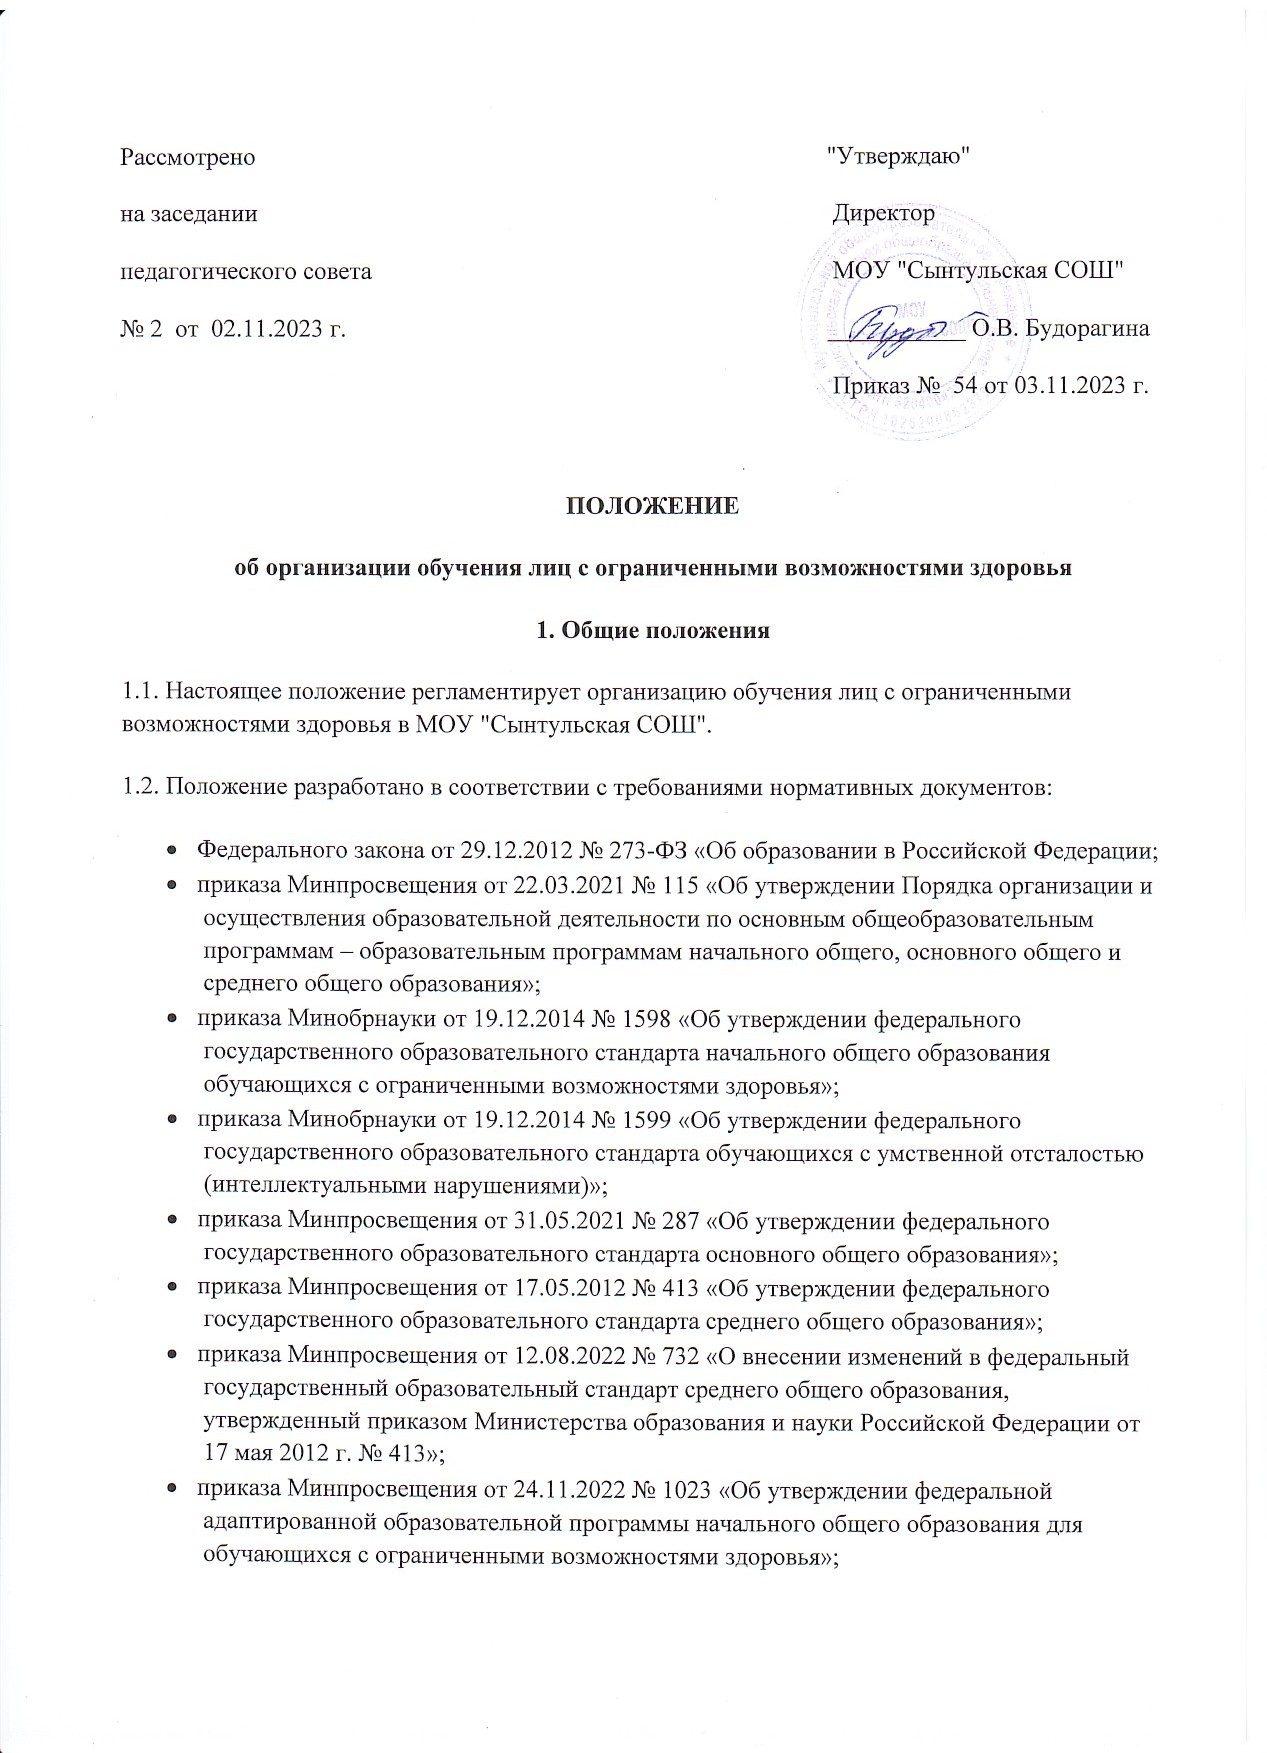 Рассмотрено
"Утверждаю"
на заседании
Директор
педагогического совета
МОУ "Сынтульская СОШ"
№ 2 от 02.11.2023 г.
О.В. Будорагина
Приказ № 54 от 03.11.2023 г.
ПОЛОЖЕНИЕ
об организации обучения лиц с ограниченными возможностями здоровья
1. Общие положения
1.1. Настоящее положение регламентирует организацию обучения лиц с ограниченными
возможностями здоровья в МОУ "Сынтульская СОШ".
1.2. Положение разработано в соответствии с требованиями нормативных документов:
• Федерального закона от 29.12.2012 № 273-ФЗ «Об образовании в Российской Федерации;
• приказа Минпросвещения от 22.03.2021 № 115 «Об утверждении Порядка организации и
осуществления образовательной деятельности по основным общеобразовательным
программам – образовательным программам начального общего, основного общего и
среднего общего образования»;
• приказа Минобрнауки от 19.12.2014 № 1598 «Об утверждении федерального
государственного образовательного стандарта начального общего образования
обучающихся с ограниченными возможностями здоровья»;
• приказа Минобрнауки от 19.12.2014 № 1599 «Об утверждении федерального
государственного образовательного стандарта обучающихся с умственной отсталостью
(интеллектуальными нарушениями)»;
• приказа Минпросвещения от 31.05.2021 № 287 «Об утверждении федерального
государственного образовательного стандарта основного общего образования»;
• приказа Минпросвещения от 17.05.2012 № 413 «Об утверждении федерального
государственного образовательного стандарта среднего общего образования»;
• приказа Минпросвещения от 12.08.2022 № 732 «О внесении изменений в федеральный
государственный образовательный стандарт среднего общего образования,
утвержденный приказом Министерства образования и науки Российской Федерации от
17 мая 2012 г. № 413»;
• приказа Минпросвещения от 24.11.2022 № 1023 «Об утверждении федеральной
адаптированной образовательной программы начального общего образования для
обучающихся с ограниченными возможностями здоровья»;